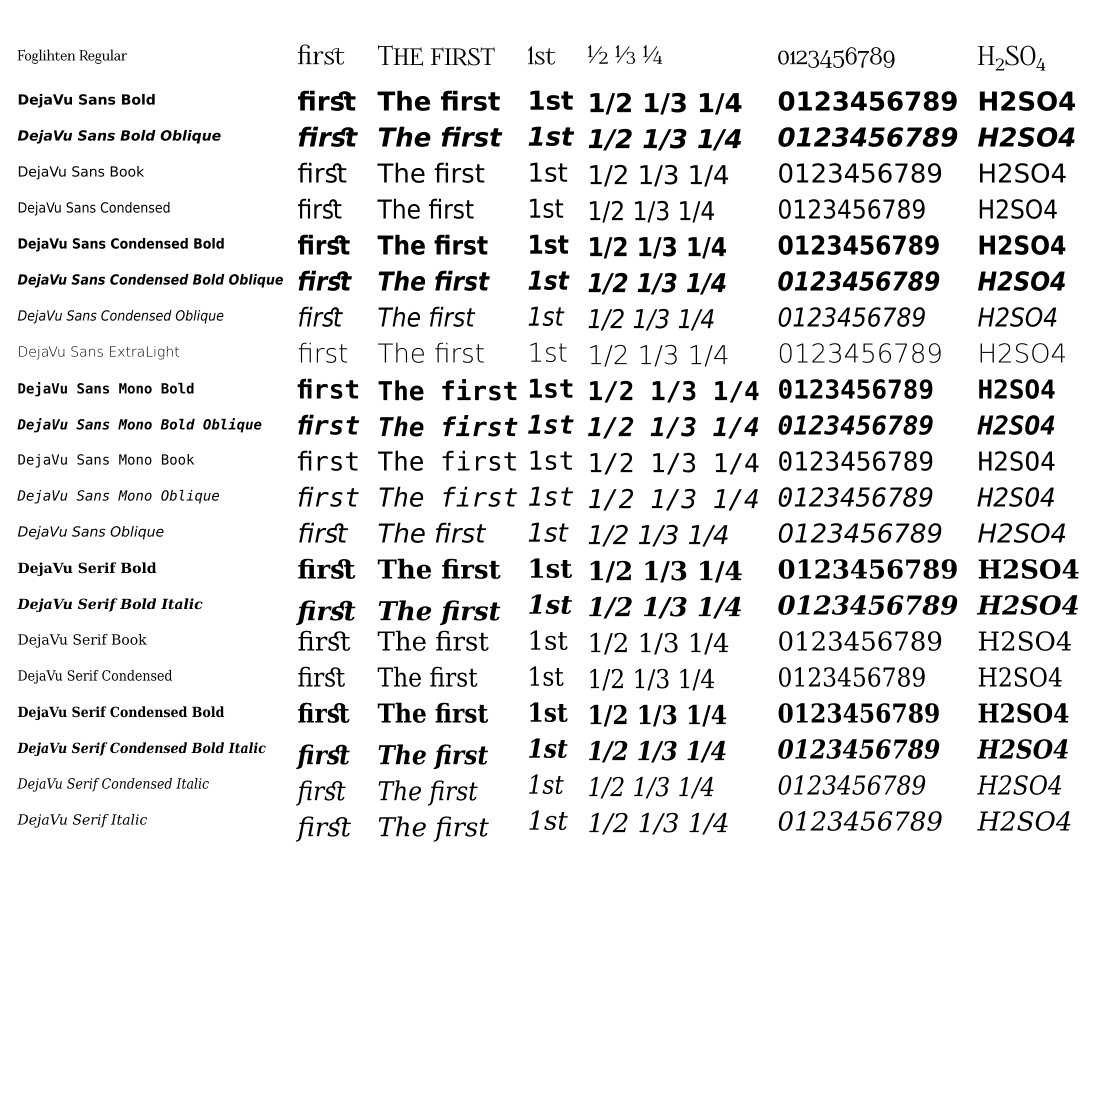 Foglihten Regular first THE FIRST 1st ½ ⅓ ¼ 0123456789 H₂SO₄
DejaVu Sans Bold first The first 1st 1/2 1/3 1/4 0123456789 H2SO4
DejaVu Sans Bold Oblique first The first 1st 1/2 1/3 1/4 0123456789 H2SO4
DejaVu Sans Book first The first 1st 1/2 1/3 1/4 0123456789 H2SO4
DejaVu Sans Condensed first The first 1st 1/2 1/3 1/4 0123456789 H2SO4
DejaVu Sans Condensed Bold first The first 1st 1/2 1/3 1/4 0123456789 H2SO4
DejaVu Sans Condensed Bold Oblique first The first 1st 1/2 1/3 1/4 0123456789 H2SO4
DejaVu Sans Condensed Oblique first The first 1st 1/2 1/3 1/4 0123456789 H2SO4
DejaVu Sans ExtraLight first The first 1st 1/2 1/3 1/4 0123456789 H2SO4
DejaVu Sans Mono Bold first The first 1st 1/2 1/3 1/4 0123456789 H2SO4
DejaVu Sans Mono Bold Oblique first The first 1st 1/2 1/3 1/4 0123456789 H2SO4
DejaVu Sans Mono Book first The first 1st 1/2 1/3 1/4 0123456789 H2SO4
DejaVu Sans Mono Oblique first The first 1st 1/2 1/3 1/4 0123456789 H2SO4
DejaVu Sans Oblique first The first 1st 1/2 1/3 1/4 0123456789 H2SO4
DejaVu Serif Bold first The first 1st 1/2 1/3 1/4 0123456789 H2SO4
DejaVu Serif Bold Italic first The first 1st 1/2 1/3 1/4 0123456789 H2SO4
DejaVu Serif Book first The first 1st 1/2 1/3 1/4 0123456789 H2SO4
DejaVu Serif Condensed first The first 1st 1/2 1/3 1/4 0123456789 H2SO4
DejaVu Serif Condensed Bold first The first 1st 1/2 1/3 1/4 0123456789 H2SO4
DejaVu Serif Condensed Bold Italic first The first 1st 1/2 1/3 1/4 0123456789 H2SO4
DejaVu Serif Condensed Italic first The first 1st 1/2 1/3 1/4 0123456789 H2SO4
DejaVu Serif Italic first The first 1st 1/2 1/3 1/4 0123456789 H2SO4